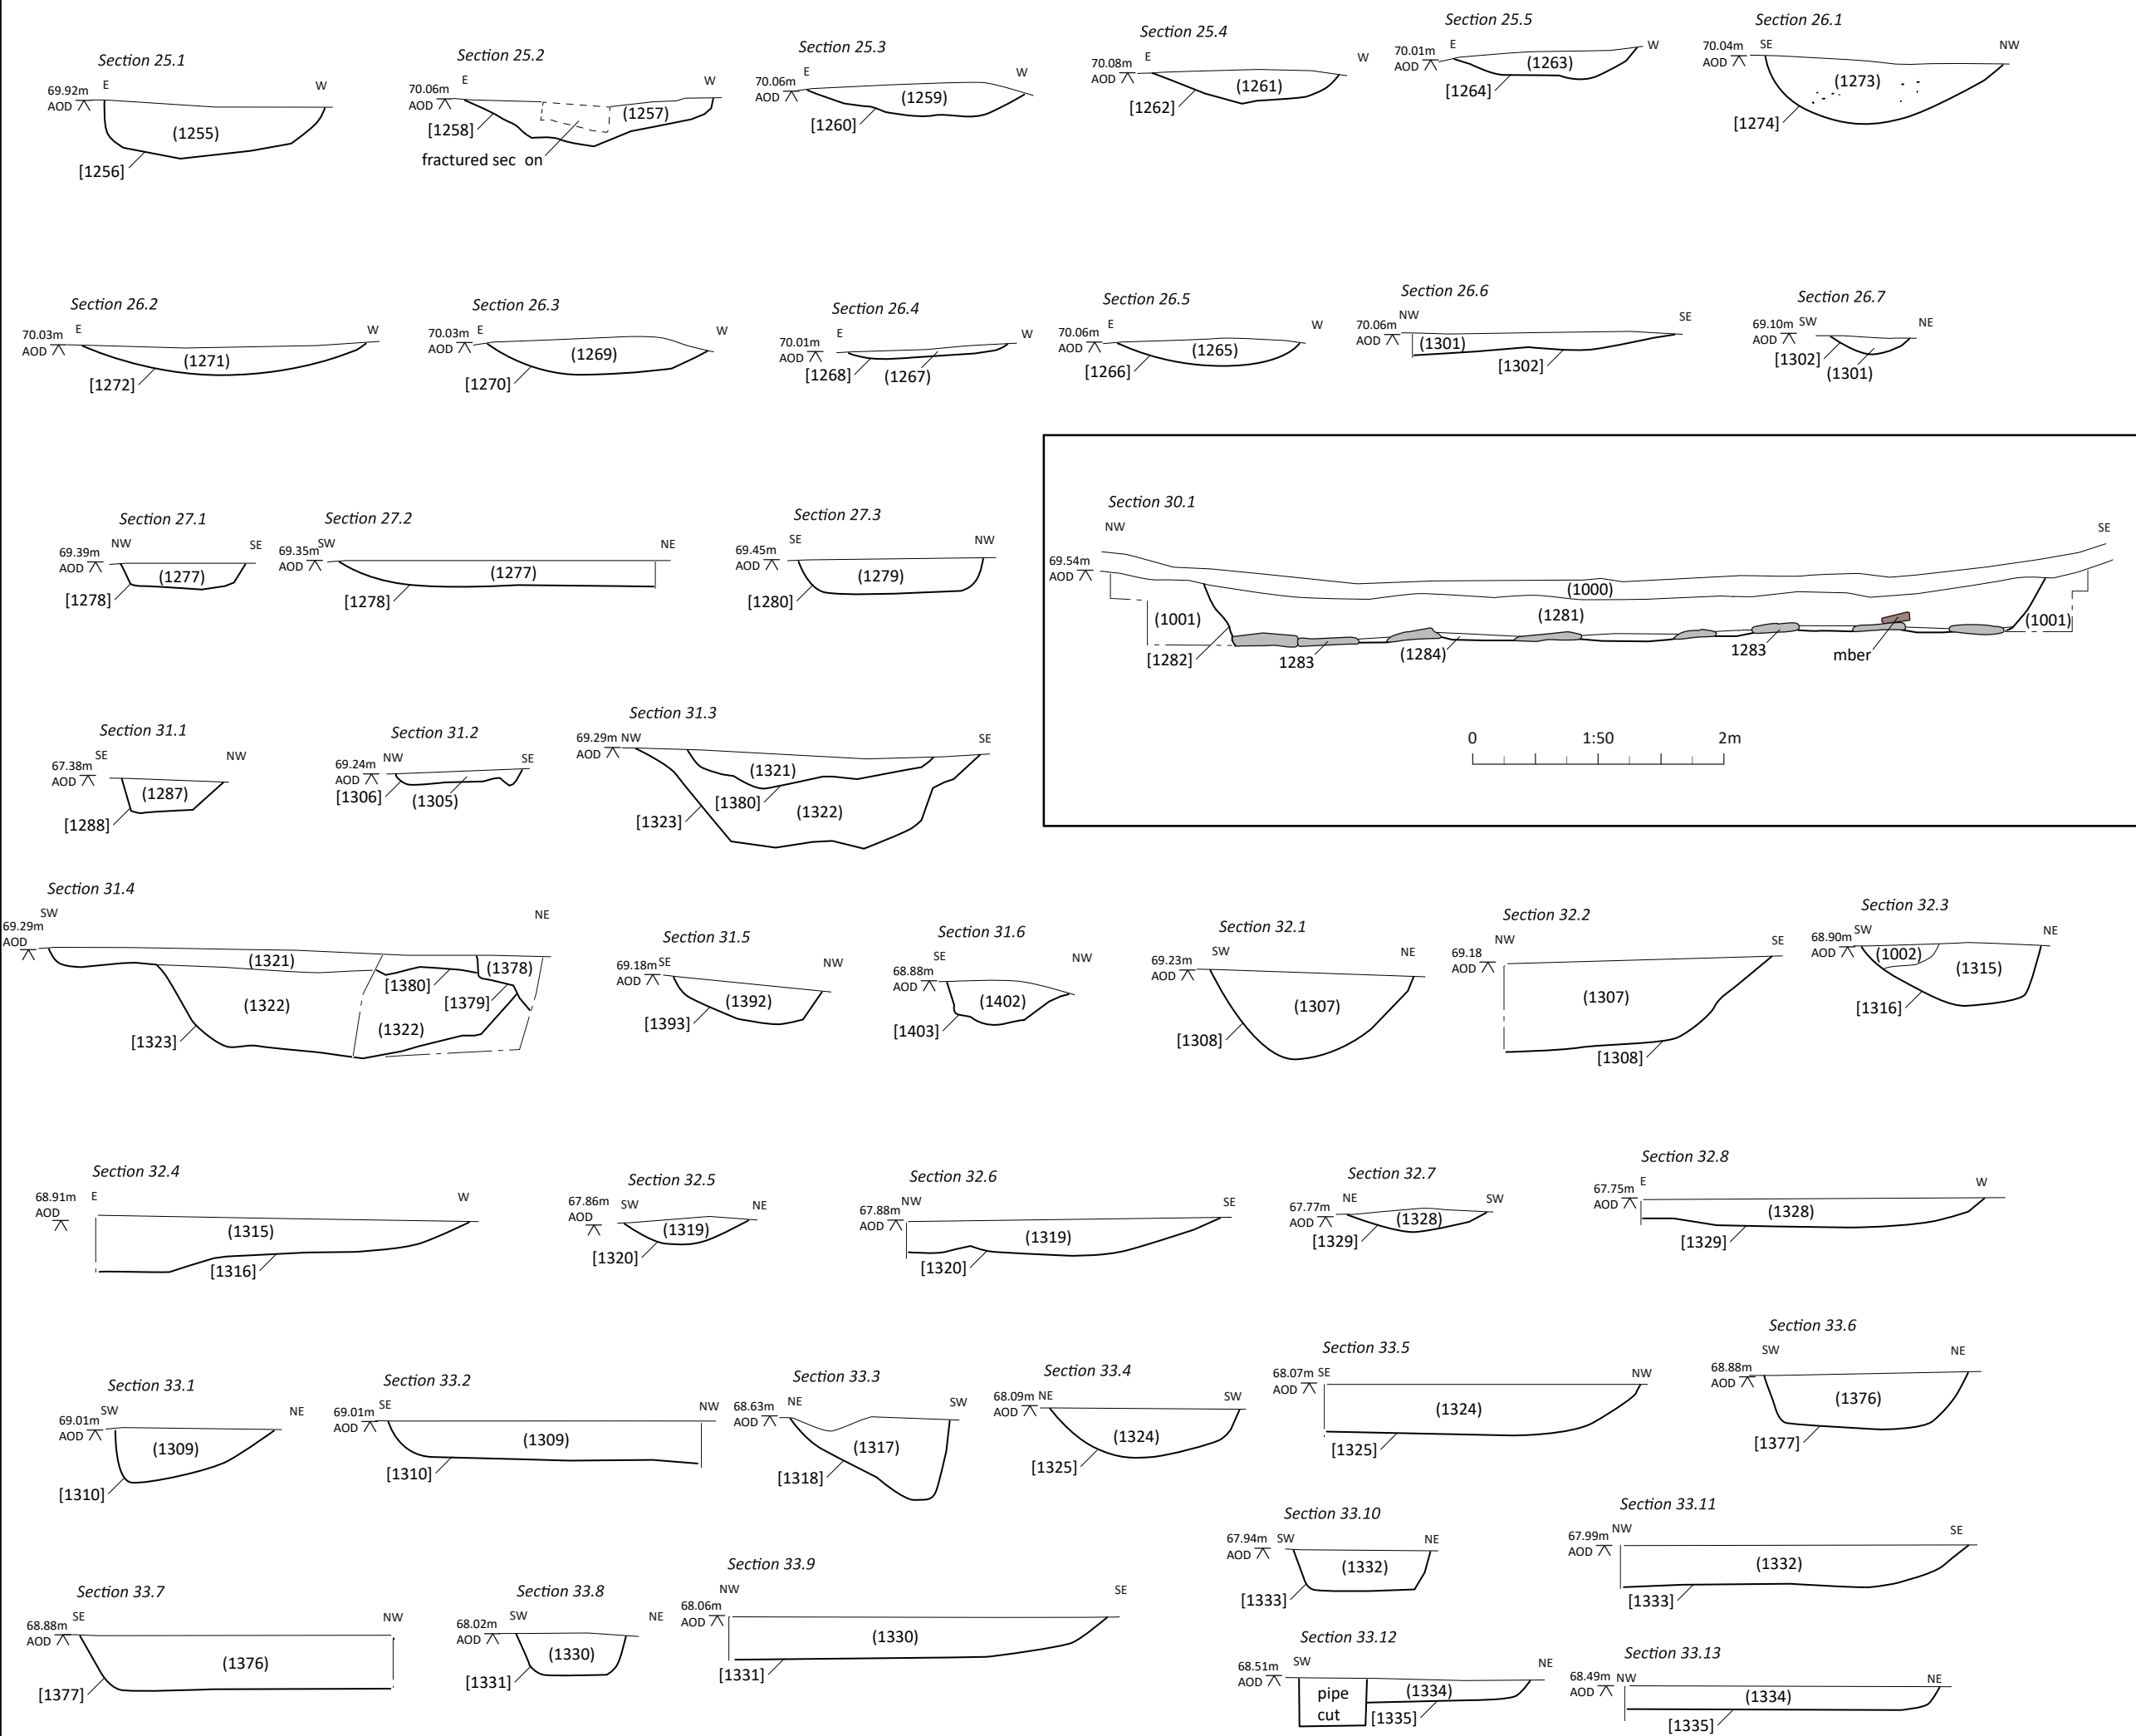 Section 25.1
69.92m
AOD
E
W
(1255)
[1256]
Section 25.2
70.06m
AOD
E
W
(1257)
[1258]
fractured sec on
Section 25.3
70.06m
AOD
E
W
(1259)
[1260]
Section 25.4
70.08m
AOD
E
W
(1261)
[1262]
Section 25.5
70.01m
AOD
E
W
(1263)
[1264]
Section 26.1
70.04m
AOD
SE
NW
(1273)
[1274]
Section 26.2
70.03m
AOD
E
W
(1271)
[1272]
Section 26.3
70.03m
AOD
E
W
(1269)
[1270]
Section 26.4
70.01m
AOD
E
W
[1268]
(1267)
Section 26.5
70.06m
AOD
E
W
(1265)
[1266]
Section 26.6
70.06m
AOD
NW
SE
(1301)
[1302]
Section 26.7
69.10m
AOD
SW
NE
[1302]
(1301)
Section 27.1
69.39m
AOD
NW
SE
(1277)
[1278]
Section 27.2
69.35m
AOD
SW
NE
(1277)
[1278]
Section 27.3
69.45m
AOD
SE
NW
(1279)
[1280]
Section 30.1
NW
SE
69.54m
AOD
(1000)
(1281)
(1001)
(1001)
[1282]
1283
(1284)
1283
mber
0
1:50
2m
Section 31.1
67.38m
AOD
SE
NW
(1287)
[1288]
Section 31.2
69.24m
AOD
NW
SE
[1306]
(1305)
Section 31.3
69.29m
AOD
NW
SE
(1321)
[1380]
(1322)
[1323]
Section 31.4
SW
NE
69.29m
AOD
(1321)
(1378)
[1380]
[1379]
(1322)
(1322)
[1323]
Section 31.5
69.18m
AOD
SE
NW
(1392)
[1393]
Section 31.6
68.88m
AOD
SE
NW
(1402)
[1403]
Section 32.1
69.23m
AOD
SW
NE
(1307)
[1308]
Section 32.2
69.18
AOD
NW
SE
(1307)
[1308]
Section 32.3
68.90m
AOD
SW
NE
(1002)
(1315)
[1316]
Section 32.4
68.91m
AOD
E
W
(1315)
[1316]
Section 32.5
67.86m
AOD
SW
NE
(1319)
[1320]
Section 32.6
67.88m
AOD
NW
SE
(1319)
[1320]
Section 32.7
67.77m
AOD
NE
SW
(1328)
[1329]
Section 32.8
67.75m
AOD
E
W
(1328)
[1329]
Section 33.1
69.01m
AOD
SW
NE
(1309)
[1310]
Section 33.2
69.01m
AOD
SE
NW
(1309)
[1310]
Section 33.3
68.63m
AOD
NE
SW
(1317)
[1318]
Section 33.4
68.09m
AOD
NE
SW
(1324)
[1325]
Section 33.5
68.07m
AOD
SE
NW
(1324)
[1325]
Section 33.6
68.88m
AOD
SW
NE
(1376)
[1377]
Section 33.7
68.88m
AOD
SE
NW
(1376)
[1377]
Section 33.8
68.02m
AOD
SW
NE
(1330)
[1331]
Section 33.9
68.06m
AOD
NW
SE
(1330)
[1331]
Section 33.10
67.94m
AOD
SW
NE
(1332)
[1333]
Section 33.11
67.99m
AOD
NW
SE
(1332)
[1333]
Section 33.12
68.51m
AOD
SW
NE
pipe
cut
(1334)
[1335]
Section 33.13
68.49m
AOD
NW
NE
(1334)
[1335]